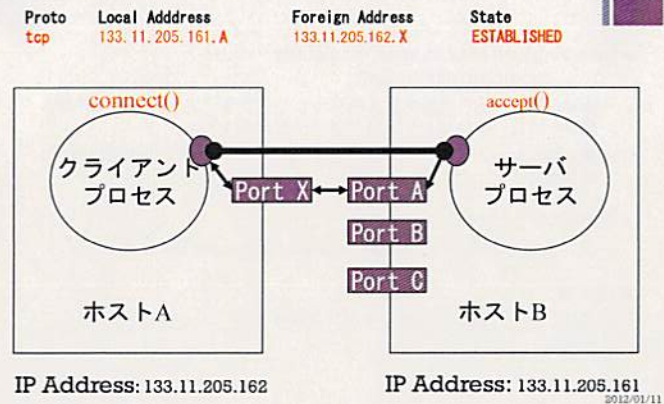 Proto Local Adddress Foreign Address State
tcp 133.11.205.161.A 133.11.205.162.X ESTABLISHED
connect() accept()
クライアント
プロセス
サーバ
プロセス
Port X Port A
Port B
Port C
ホストA ホストB
IP Address: 133.11.205.162 IP Address: 133.11.205.161
2012/01/11